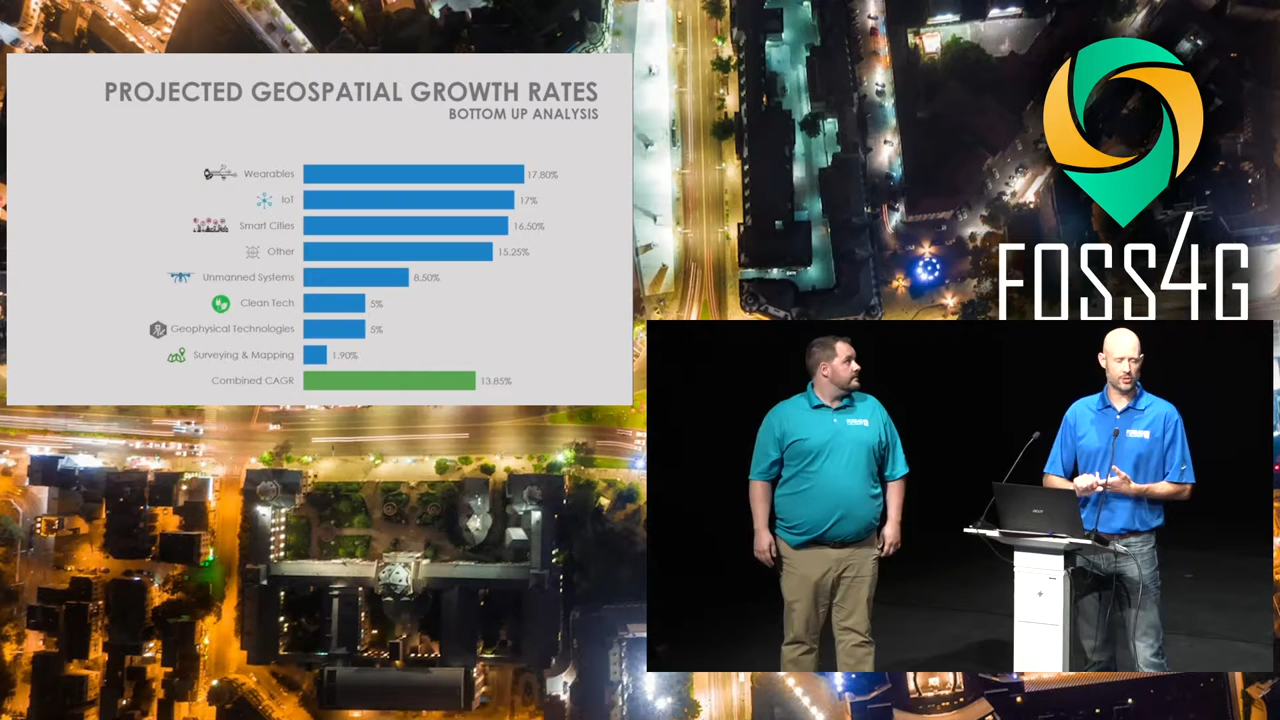 PROJECTED GEOSPATIAL GROWTH RATES
BOTTOM UP ANALYSIS
Wearables 17.80%
IoT 17%
Smart Cities 16.50%
Other 15.25%
Unmanned Systems 8.50%
Clean Tech 5%
Geophysical Technologies 5%
Surveying & Mapping 1.90%
Combined CAGR 13.85%
FOSS4G
acer